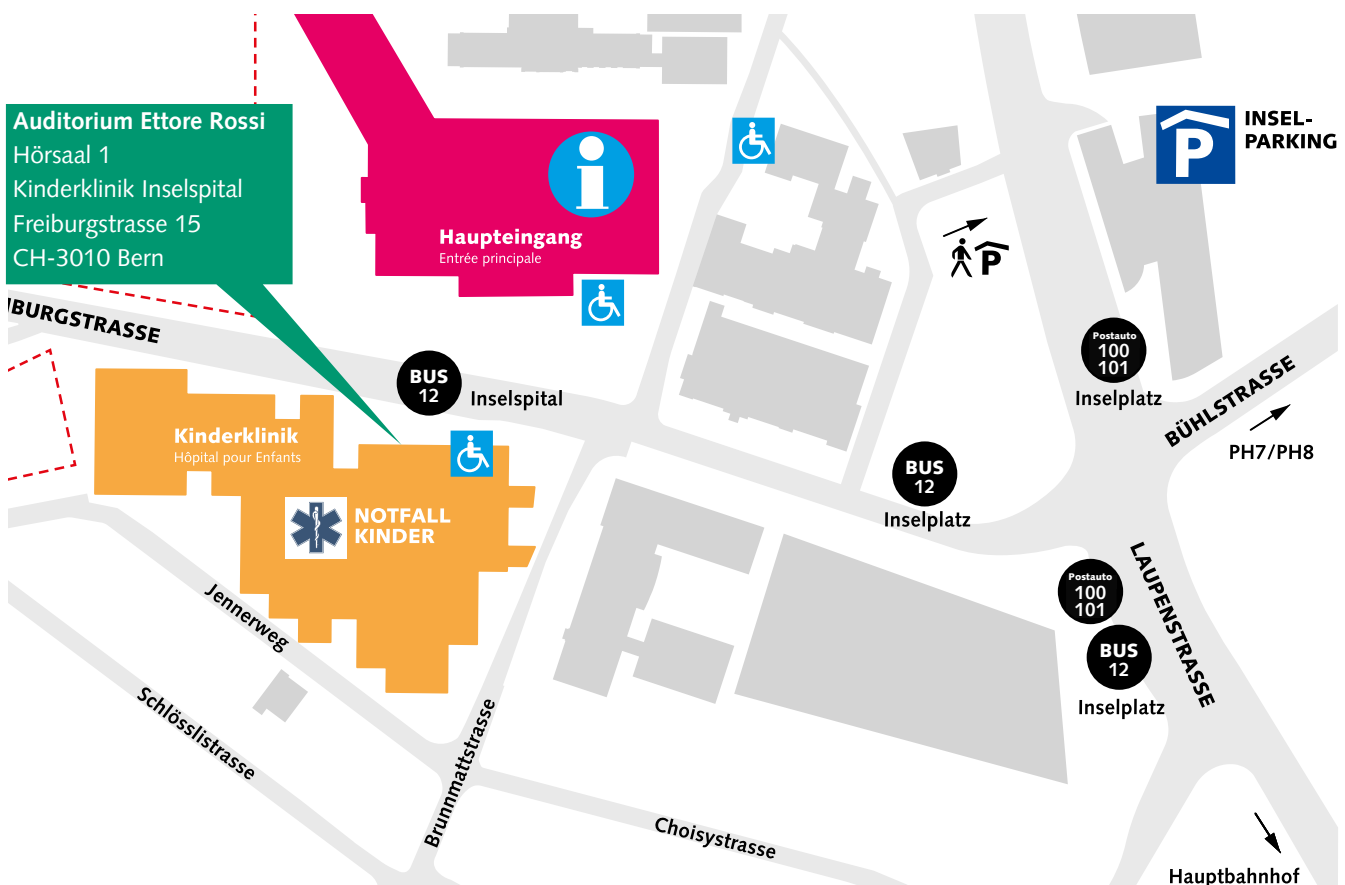 Auditorium Ettore Rossi
Hörsaal 1
Kinderklinik Inselspital
Freiburgstrasse 15
CH-3010 Bern
INSEL-
PARKING
P
i
Haupteingang
Entrée principale
P
IBURGSTRASSE
Postauto
100
101
Inselplatz
BUS
12
Inselspital
BÜHLSTRASSE
PH7/PH8
Kinderklinik
Hôpital pour Enfants
BUS
12
Inselplatz
NOTFALL
KINDER
LAUPENSTRASSE
Postauto
100
101
BUS
12
Inselplatz
Jennerweg
Schlösslistrasse
Brunnmattstrasse
Choisystrasse
Hauptbahnhof